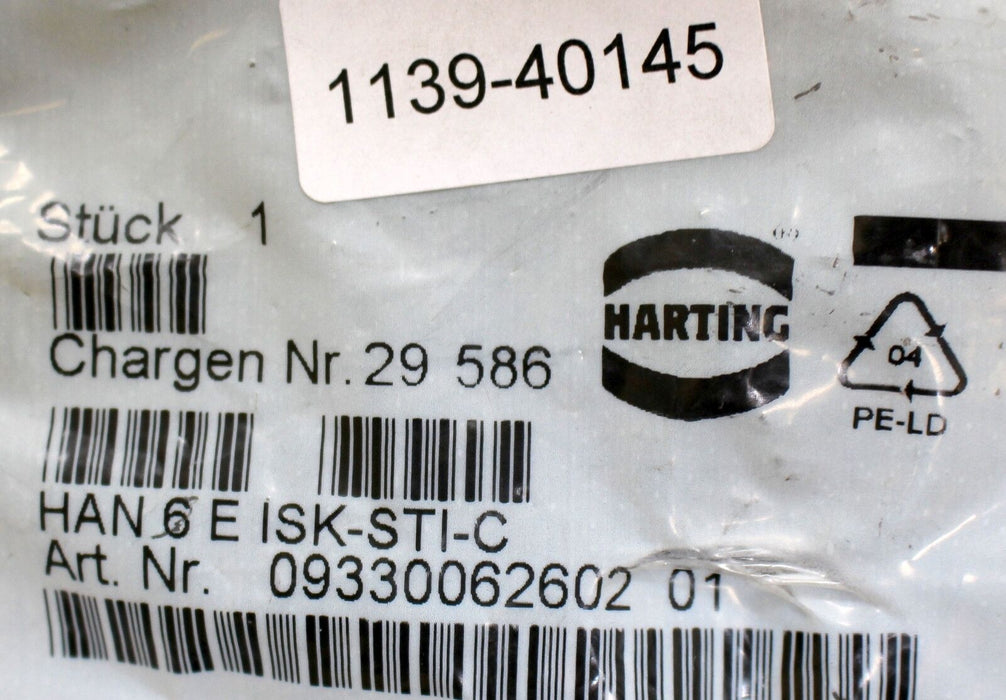 1139-40145
Stück 1
HARTING
Chargen Nr. 29 586
04
PE-LD
HAN 6 E ISK-STI-C
Art. Nr. 09330062602 01